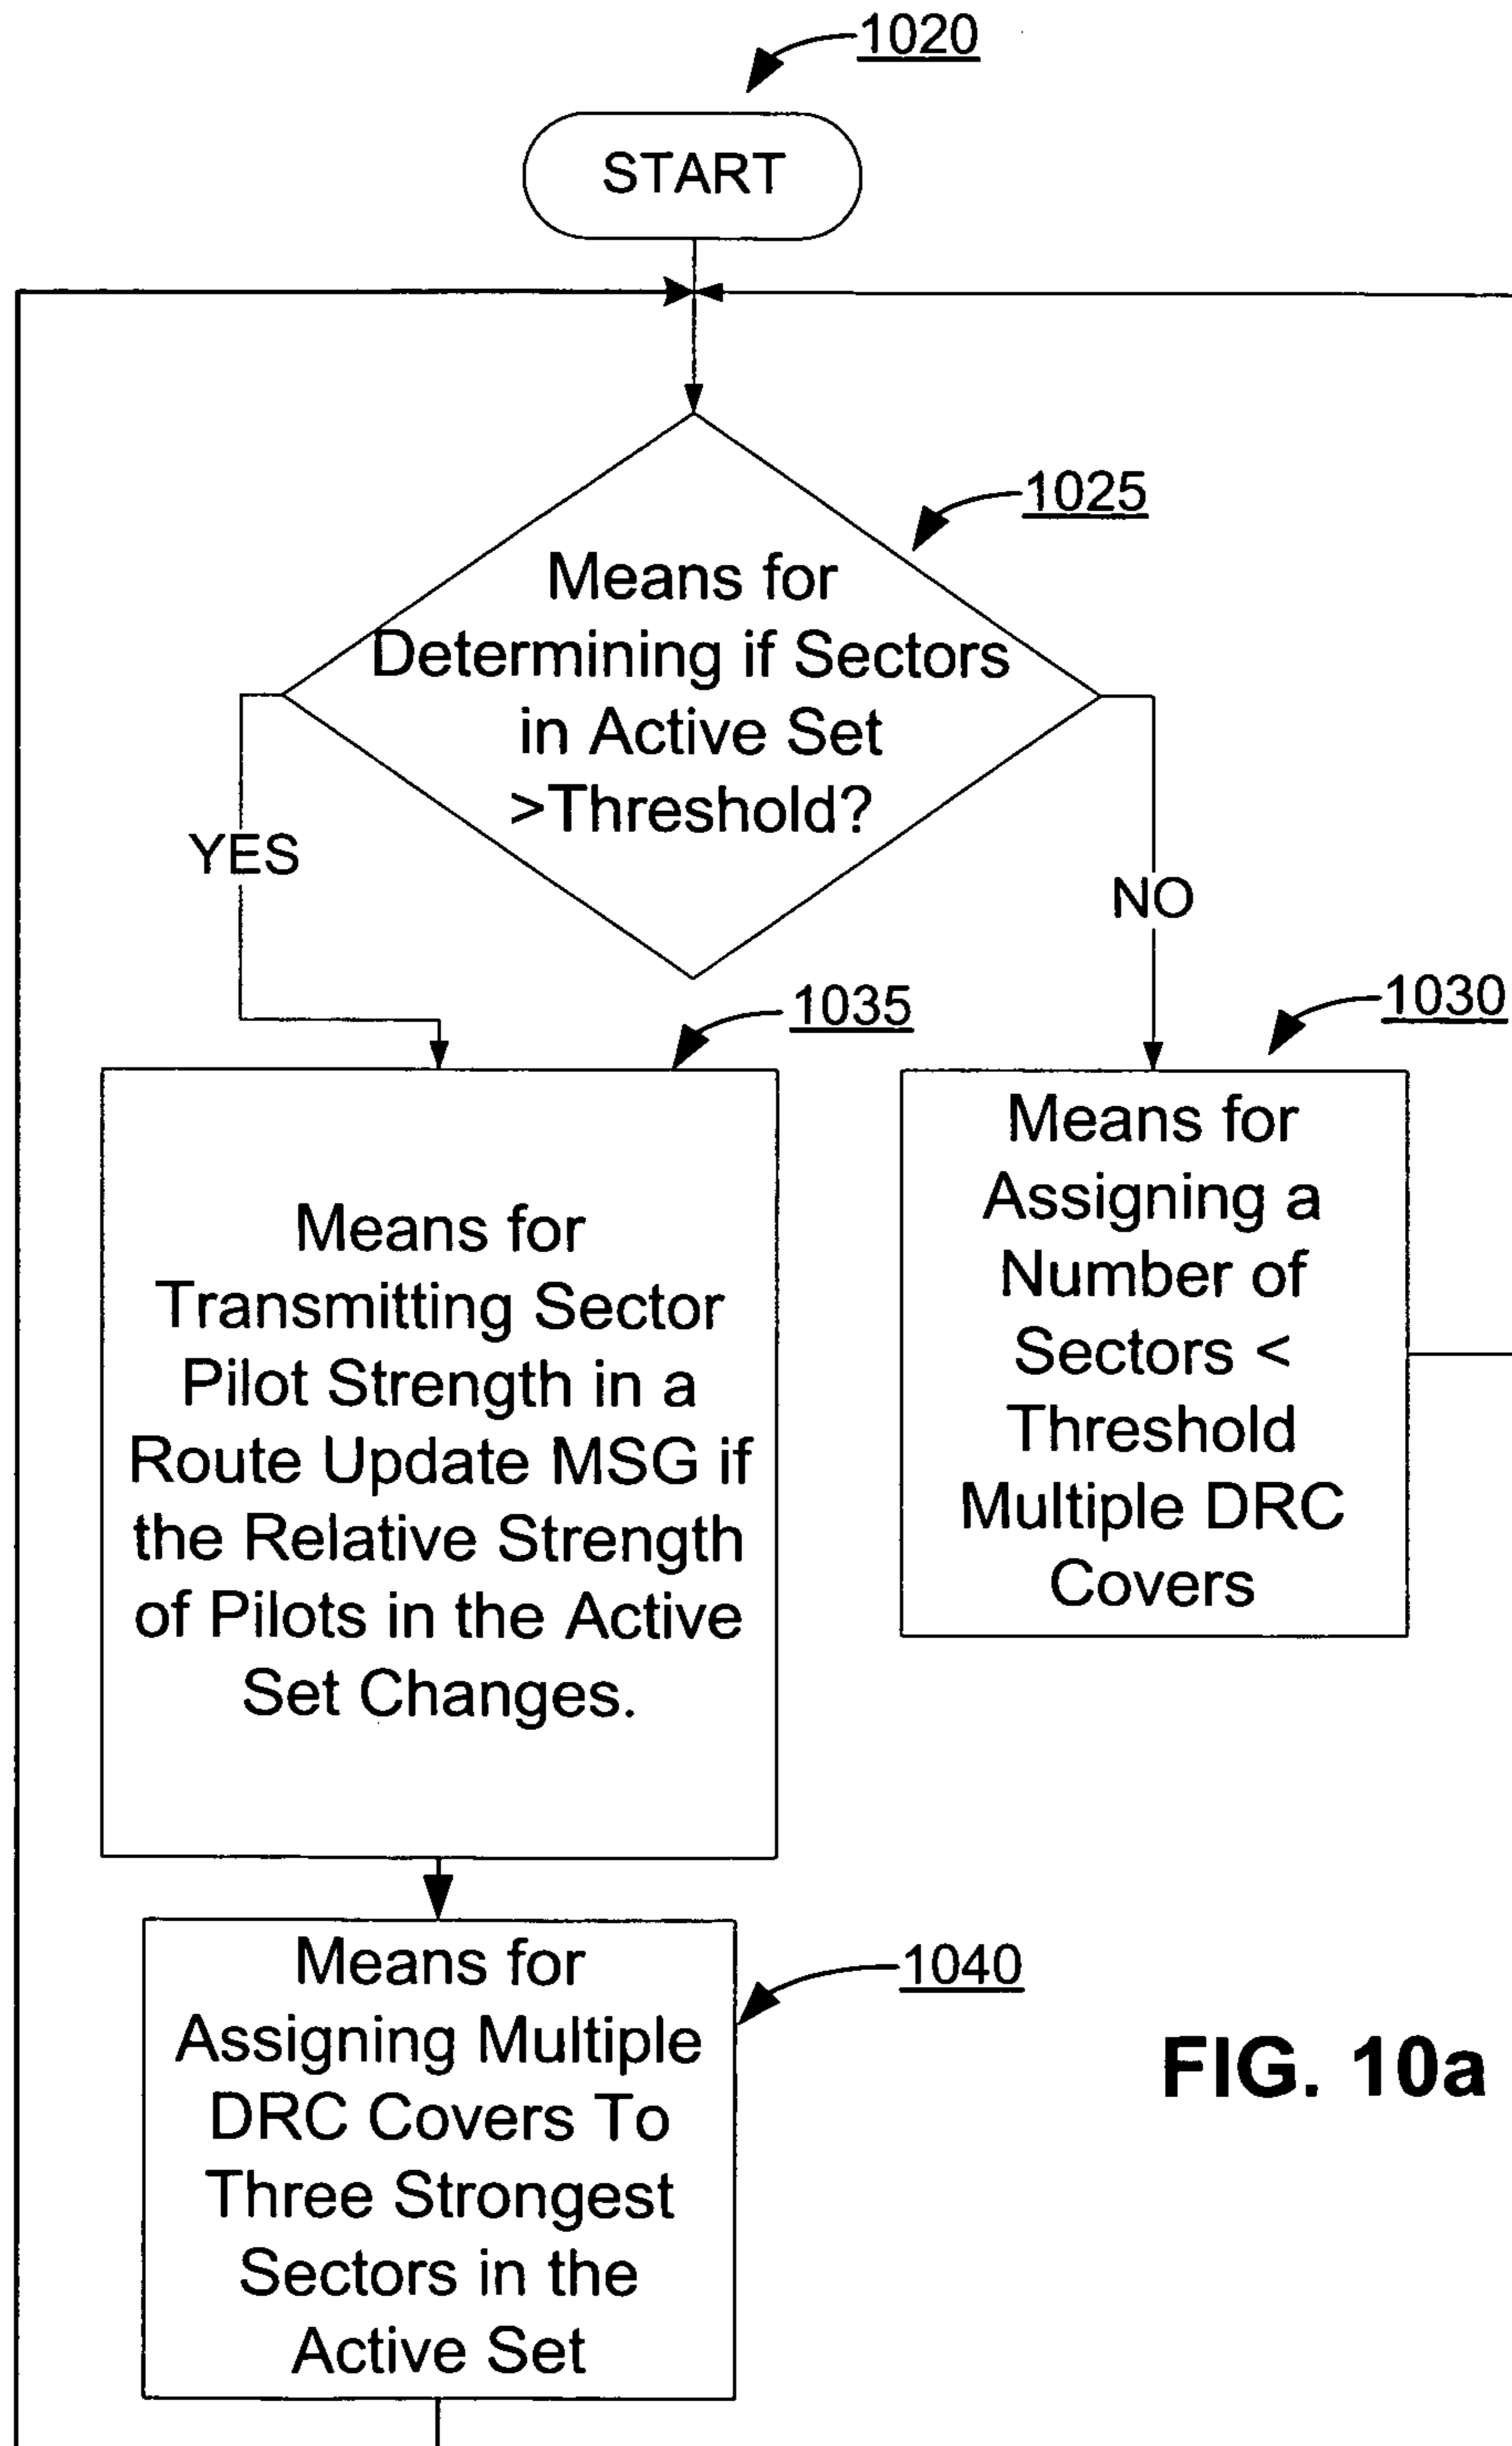 1020
START
1025
Means for
Determining if Sectors
in Active Set
>Threshold?
YES
NO
1035
1030
Means for
Transmitting Sector
Pilot Strength in a
Route Update MSG if
the Relative Strength
of Pilots in the Active
Set Changes.
Means for
Assigning a
Number of
Sectors <
Threshold
Multiple DRC
Covers
1040
Means for
Assigning Multiple
DRC Covers To
Three Strongest
Sectors in the
Active Set
FIG. 10a